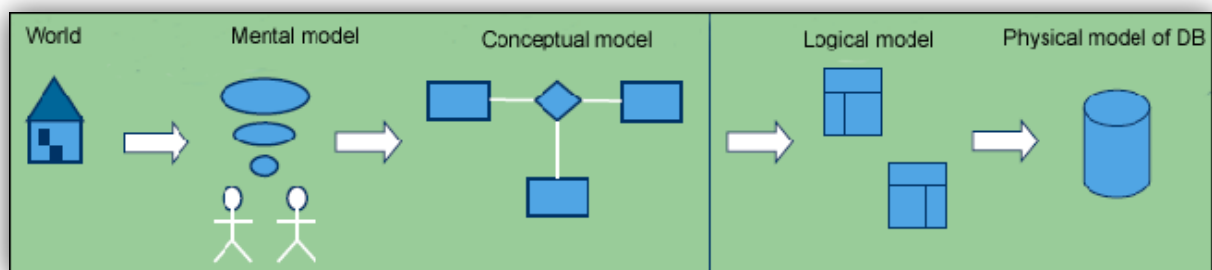 World
Mental model
Conceptual model
Logical model
Physical model of DB